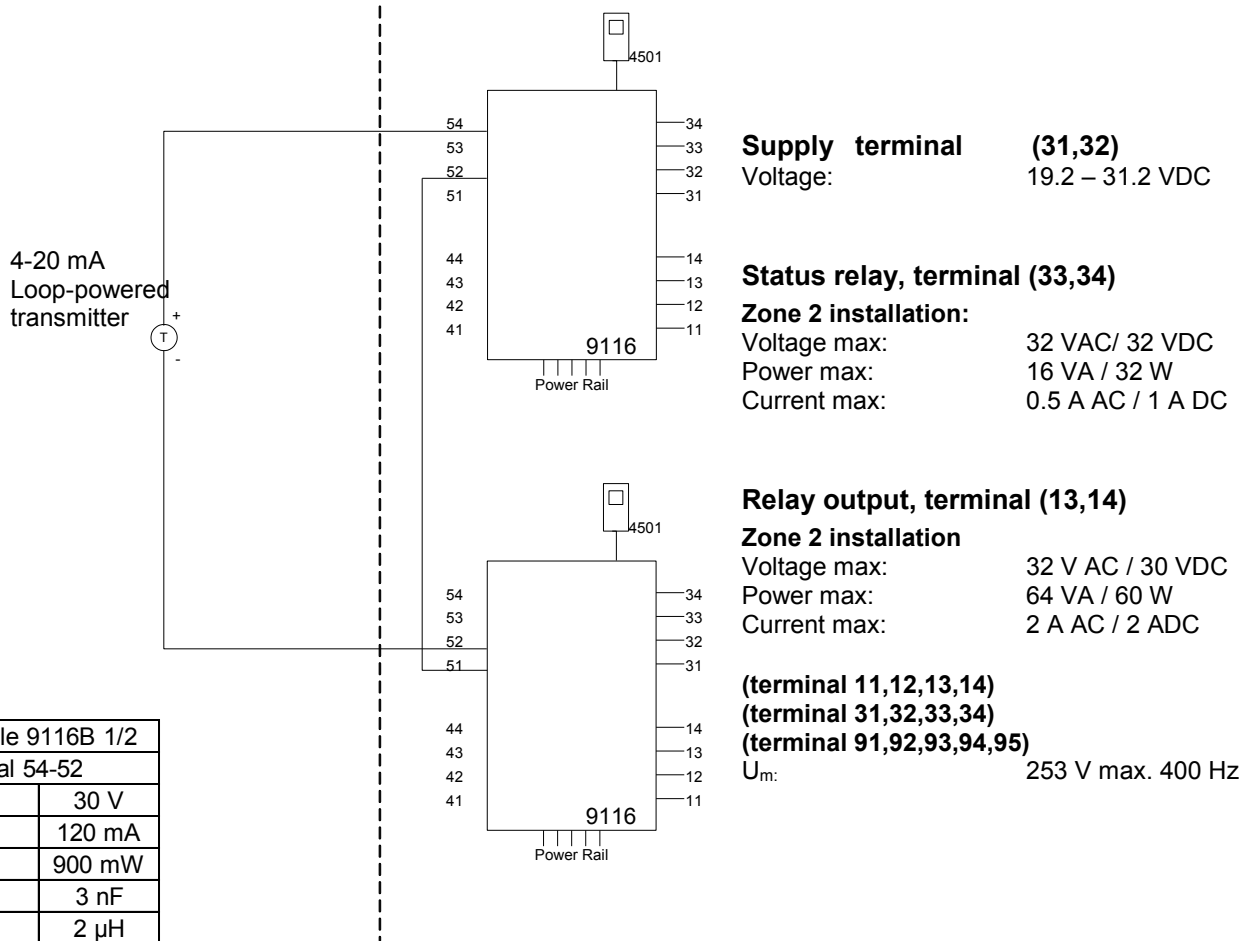 4501
54
53
52
51
44
43
42
41
34
33
32
31
14
13
12
11
9116
Power Rail
4-20 mA
Loop-powered
transmitter
+
T
-
4501
54
53
52
51
44
43
42
41
34
33
32
31
14
13
12
11
9116
Power Rail
Supply terminal (31,32)
Voltage: 19.2 – 31.2 VDC
Status relay, terminal (33,34)
Zone 2 installation:
Voltage max: 32 VAC/ 32 VDC
Power max: 16 VA / 32 W
Current max: 0.5 A AC / 1 A DC
Relay output, terminal (13,14)
Zone 2 installation
Voltage max: 32 V AC / 30 VDC
Power max: 64 VA / 60 W
Current max: 2 A AC / 2 ADC
(terminal 11,12,13,14)
(terminal 31,32,33,34)
(terminal 91,92,93,94,95)
Um: 253 V max. 400 Hz
9116B 1/2
54-52
30 V
120 mA
900 mW
3 nF
2 µH